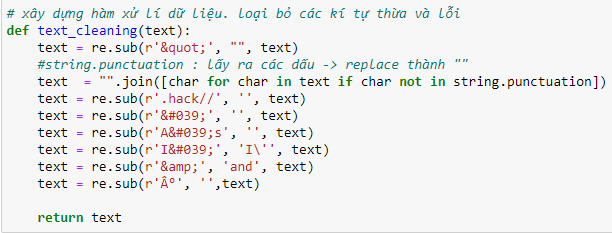 # xây dựng hàm xử lí dữ liệu. loại bỏ các kí tự thừa và lỗi
def text_cleaning(text):
    text = re.sub(r'&quot;', "", text)
    #string.punctuation : lấy ra các dấu -> replace thành ""
    text  = "".join([char for char in text if char not in string.punctuation])
    text = re.sub(r'.hack//', '', text)
    text = re.sub(r'&#039;', '', text)
    text = re.sub(r'A&#039;s', '', text)
    text = re.sub(r'I&#039;', 'I\'', text)
    text = re.sub(r'&amp;', 'and', text)
    text = re.sub(r'Âº', '',text)
    return text